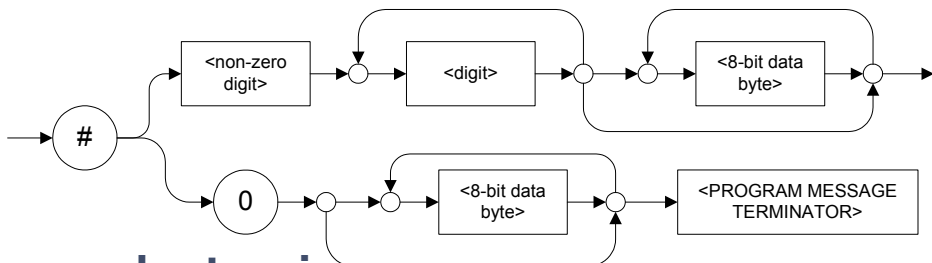 #
<non-zero
digit>
<digit>
<8-bit data
byte>
0
<8-bit data
byte>
<PROGRAM MESSAGE
TERMINATOR>